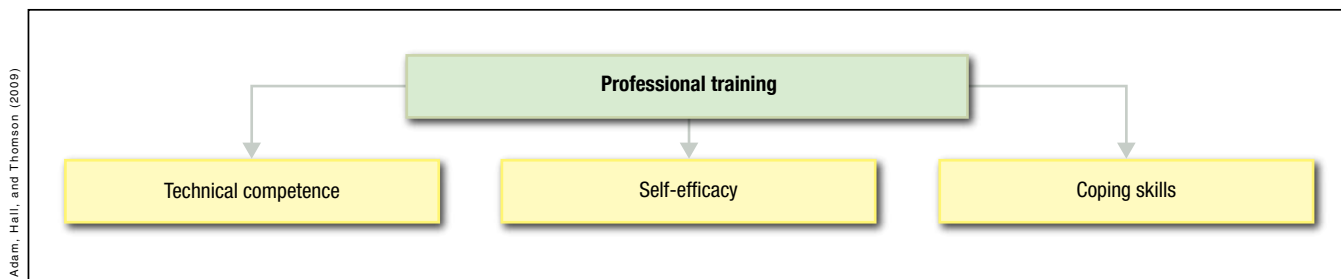 Adam, Hall, and Thomson (2009)
Professional training
Technical competence
Self-efficacy
Coping skills